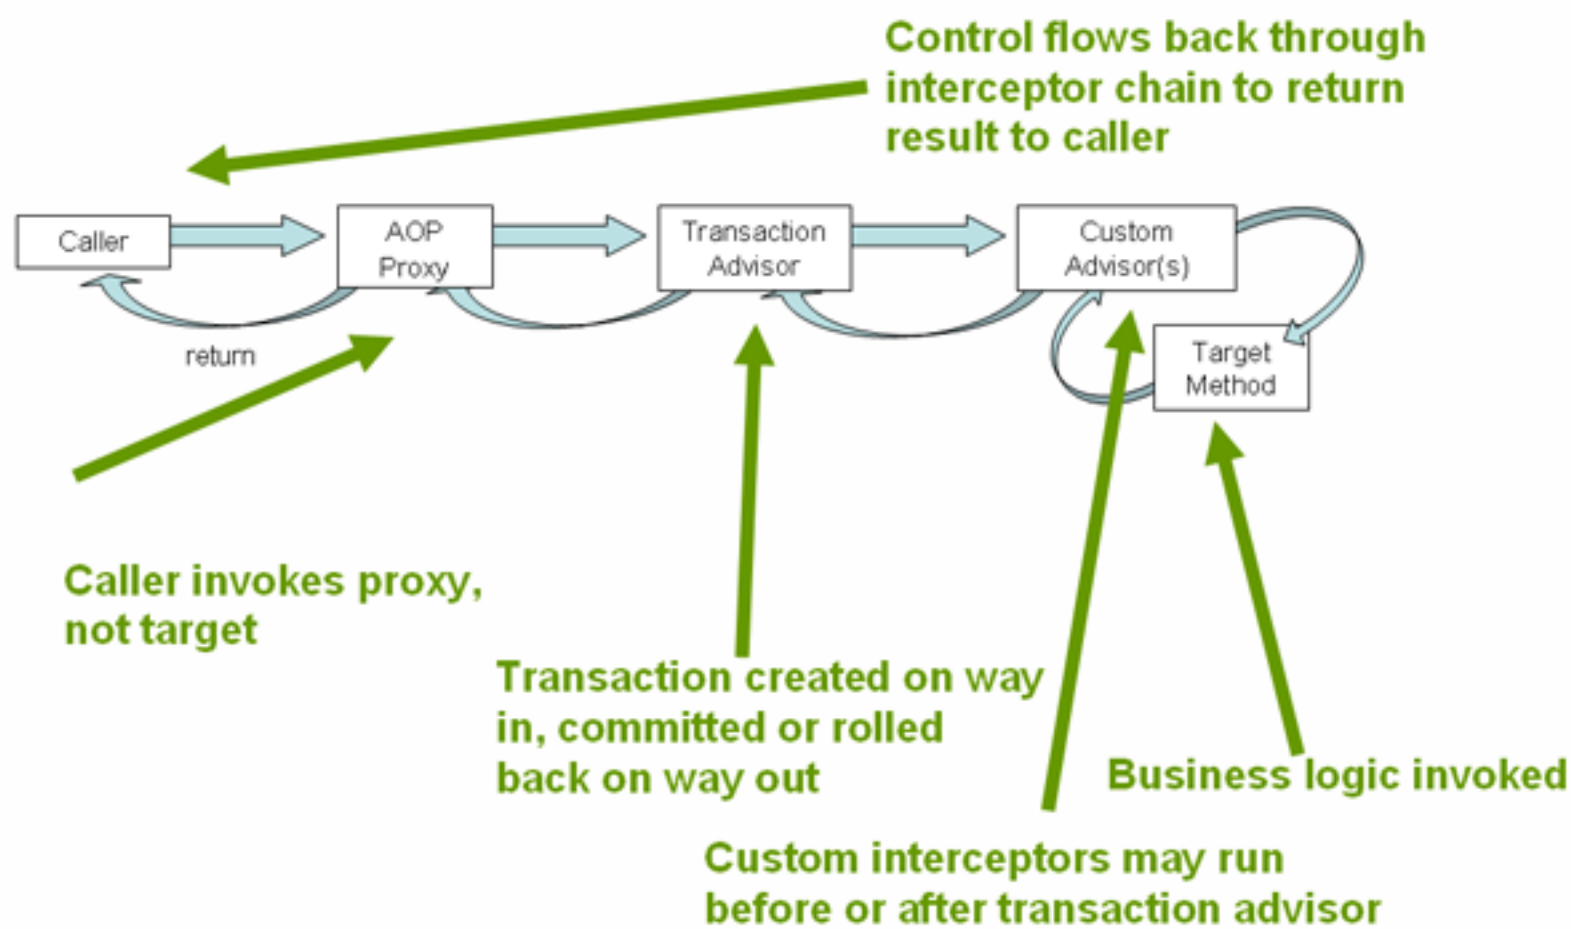 Control flows back through
interceptor chain to return
result to caller
Caller
AOP
Proxy
Transaction
Advisor
Custom
Advisor(s)
return
Target
Method
Caller invokes proxy,
not target
Transaction created on way
in, committed or rolled
back on way out
Business logic invoked
Custom interceptors may run
before or after transaction advisor